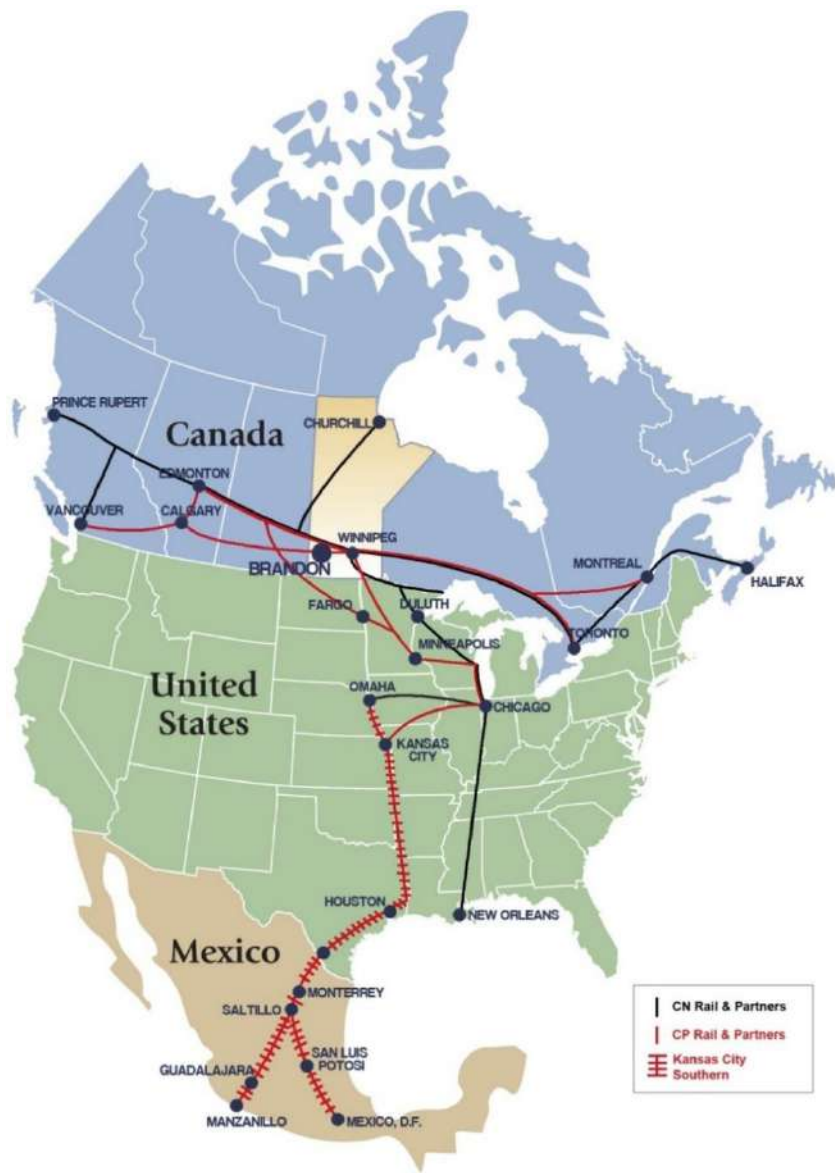 PRINCE RUPERT
CHURCHILL
Canada
EDMONTON
VANCOUVER
CALGARY
WINNIPEG
BRANDON
MONTREAL
HALIFAX
FARGO
DULUTH
TORONTO
MINNEAPOLIS
United
States
OMAHA
CHICAGO
KANSAS
CITY
HOUSTON
NEW ORLEANS
Mexico
MONTERREY
SALTILLO
SAN LUIS
POTOSI
GUADALAJARA
MANZANILLO
MEXICO, D.F.
CN Rail & Partners
CP Rail & Partners
Kansas City
Southern